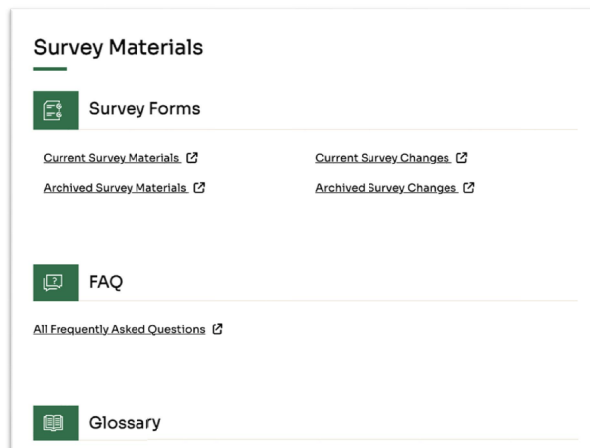 Survey Materials
Survey Forms
Current Survey Materials
Current Survey Changes
Archived Survey Materials
Archived Survey Changes
FAQ
All Frequently Asked Questions
Glossary